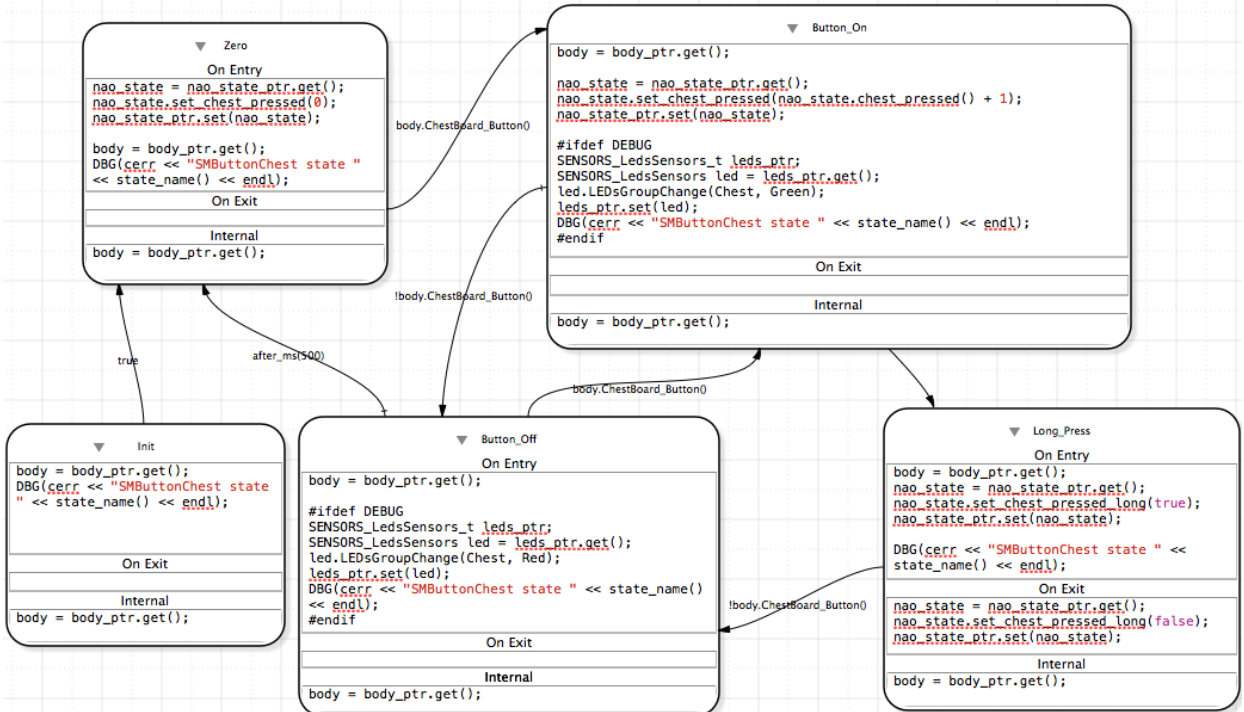 Zero
On Entry
nao_state = nao_state_ptr.get();
nao_state.set_chest_pressed(0);
nao_state_ptr.set(nao_state);
body = body_ptr.get();
DBG(cerr << "SMButtonChest state "
<< state_name() << endl);
On Exit
Internal
body = body_ptr.get();
body.ChestBoard_Button()
Button_On
body = body_ptr.get();
nao_state = nao_state_ptr.get();
nao_state.set_chest_pressed(nao_state.chest_pressed() + 1);
nao_state_ptr.set(nao_state);
#ifdef DEBUG
SENSORS_LedsSensors_t leds_ptr;
SENSORS_LedsSensors led = leds_ptr.get();
led.LEDsGroupChange(Chest, Green);
leds_ptr.set(led);
DBG(cerr << "SMButtonChest state " << state_name() << endl);
#endif
On Exit
Internal
body = body_ptr.get();
!body.ChestBoard_Button()
true
after_ms(500)
body.ChestBoard_Button()
Init
body = body_ptr.get();
DBG(cerr << "SMButtonChest state
" << state_name() << endl);
On Exit
Internal
body = body_ptr.get();
Button_Off
On Entry
body = body_ptr.get();
#ifdef DEBUG
SENSORS_LedsSensors_t leds_ptr;
SENSORS_LedsSensors led = leds_ptr.get();
led.LEDsGroupChange(Chest, Red);
leds_ptr.set(led);
DBG(cerr << "SMButtonChest state " << state_name()
<< endl);
#endif
On Exit
Internal
body = body_ptr.get();
!body.ChestBoard_Button()
Long_Press
On Entry
body = body_ptr.get();
nao_state = nao_state_ptr.get();
nao_state.set_chest_pressed_long(true);
nao_state_ptr.set(nao_state);
DBG(cerr << "SMButtonChest state " <<
state_name() << endl);
On Exit
nao_state = nao_state_ptr.get();
nao_state.set_chest_pressed_long(false);
nao_state_ptr.set(nao_state);
Internal
body = body_ptr.get();